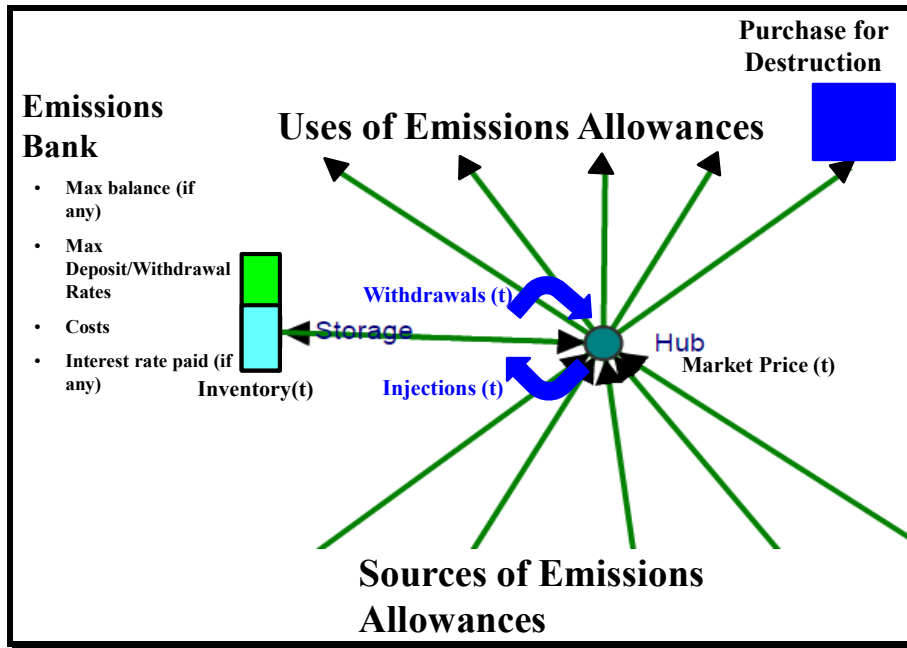 Purchase for
Destruction
Emissions
Bank
Uses of Emissions Allowances
• Max balance (if
any)
• Max
Deposit/Withdrawal
Rates
• Costs
• Interest rate paid (if
any)
Withdrawals (t)
Storage
Hub
Market Price (t)
Injections (t)
Inventory(t)
Sources of Emissions
Allowances